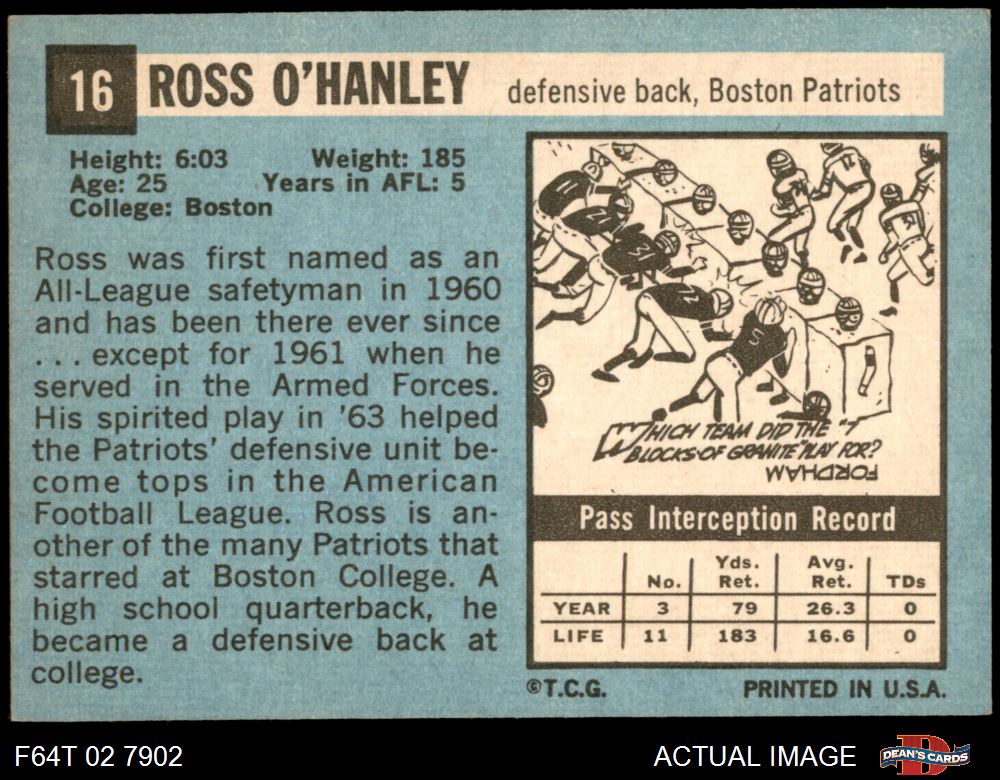 16 ROSS O'HANLEY defensive back, Boston Patriots
Height: 6:03 Weight: 185
Age: 25 Years in AFL: 5
College: Boston
Ross was first named as an
All-League safetyman in 1960
and has been there ever since
. . . except for 1961 when he
served in the Armed Forces.
His spirited play in '63 helped
the Patriots' defensive unit be-
come tops in the American
Football League. Ross is an-
other of the many Patriots that
starred at Boston College. A
high school quarterback, he
became a defensive back at
college.
WHICH TEAM DID THE "7
BLOCKS-OF GRANITE" PLAY FOR?
FORDHAM
Pass Interception Record
No. Yds. Ret. Avg. Ret. TDs
YEAR 3 79 26.3 0
LIFE 11 183 16.6 0
©T.C.G. PRINTED IN U.S.A.
F64T 02 7902 ACTUAL IMAGE DEAN'S CARDS